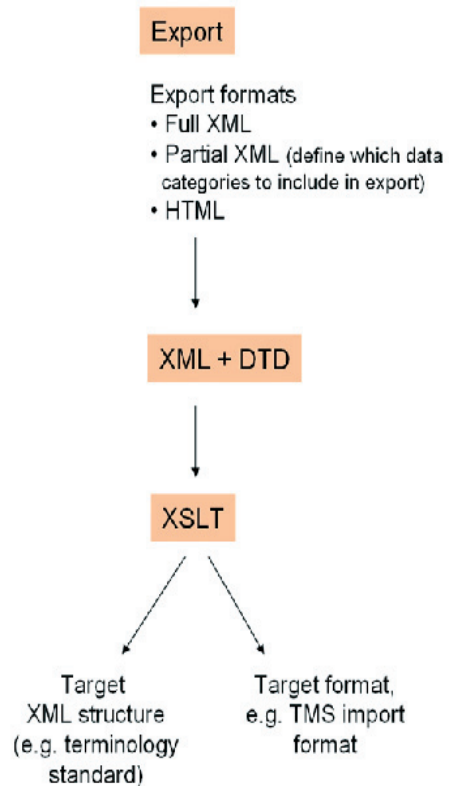 Export
Export formats
• Full XML
• Partial XML (define which data
categories to include in export)
• HTML
XML + DTD
XSLT
Target
XML structure
(e.g. terminology
standard)
Target format,
e.g. TMS import
format